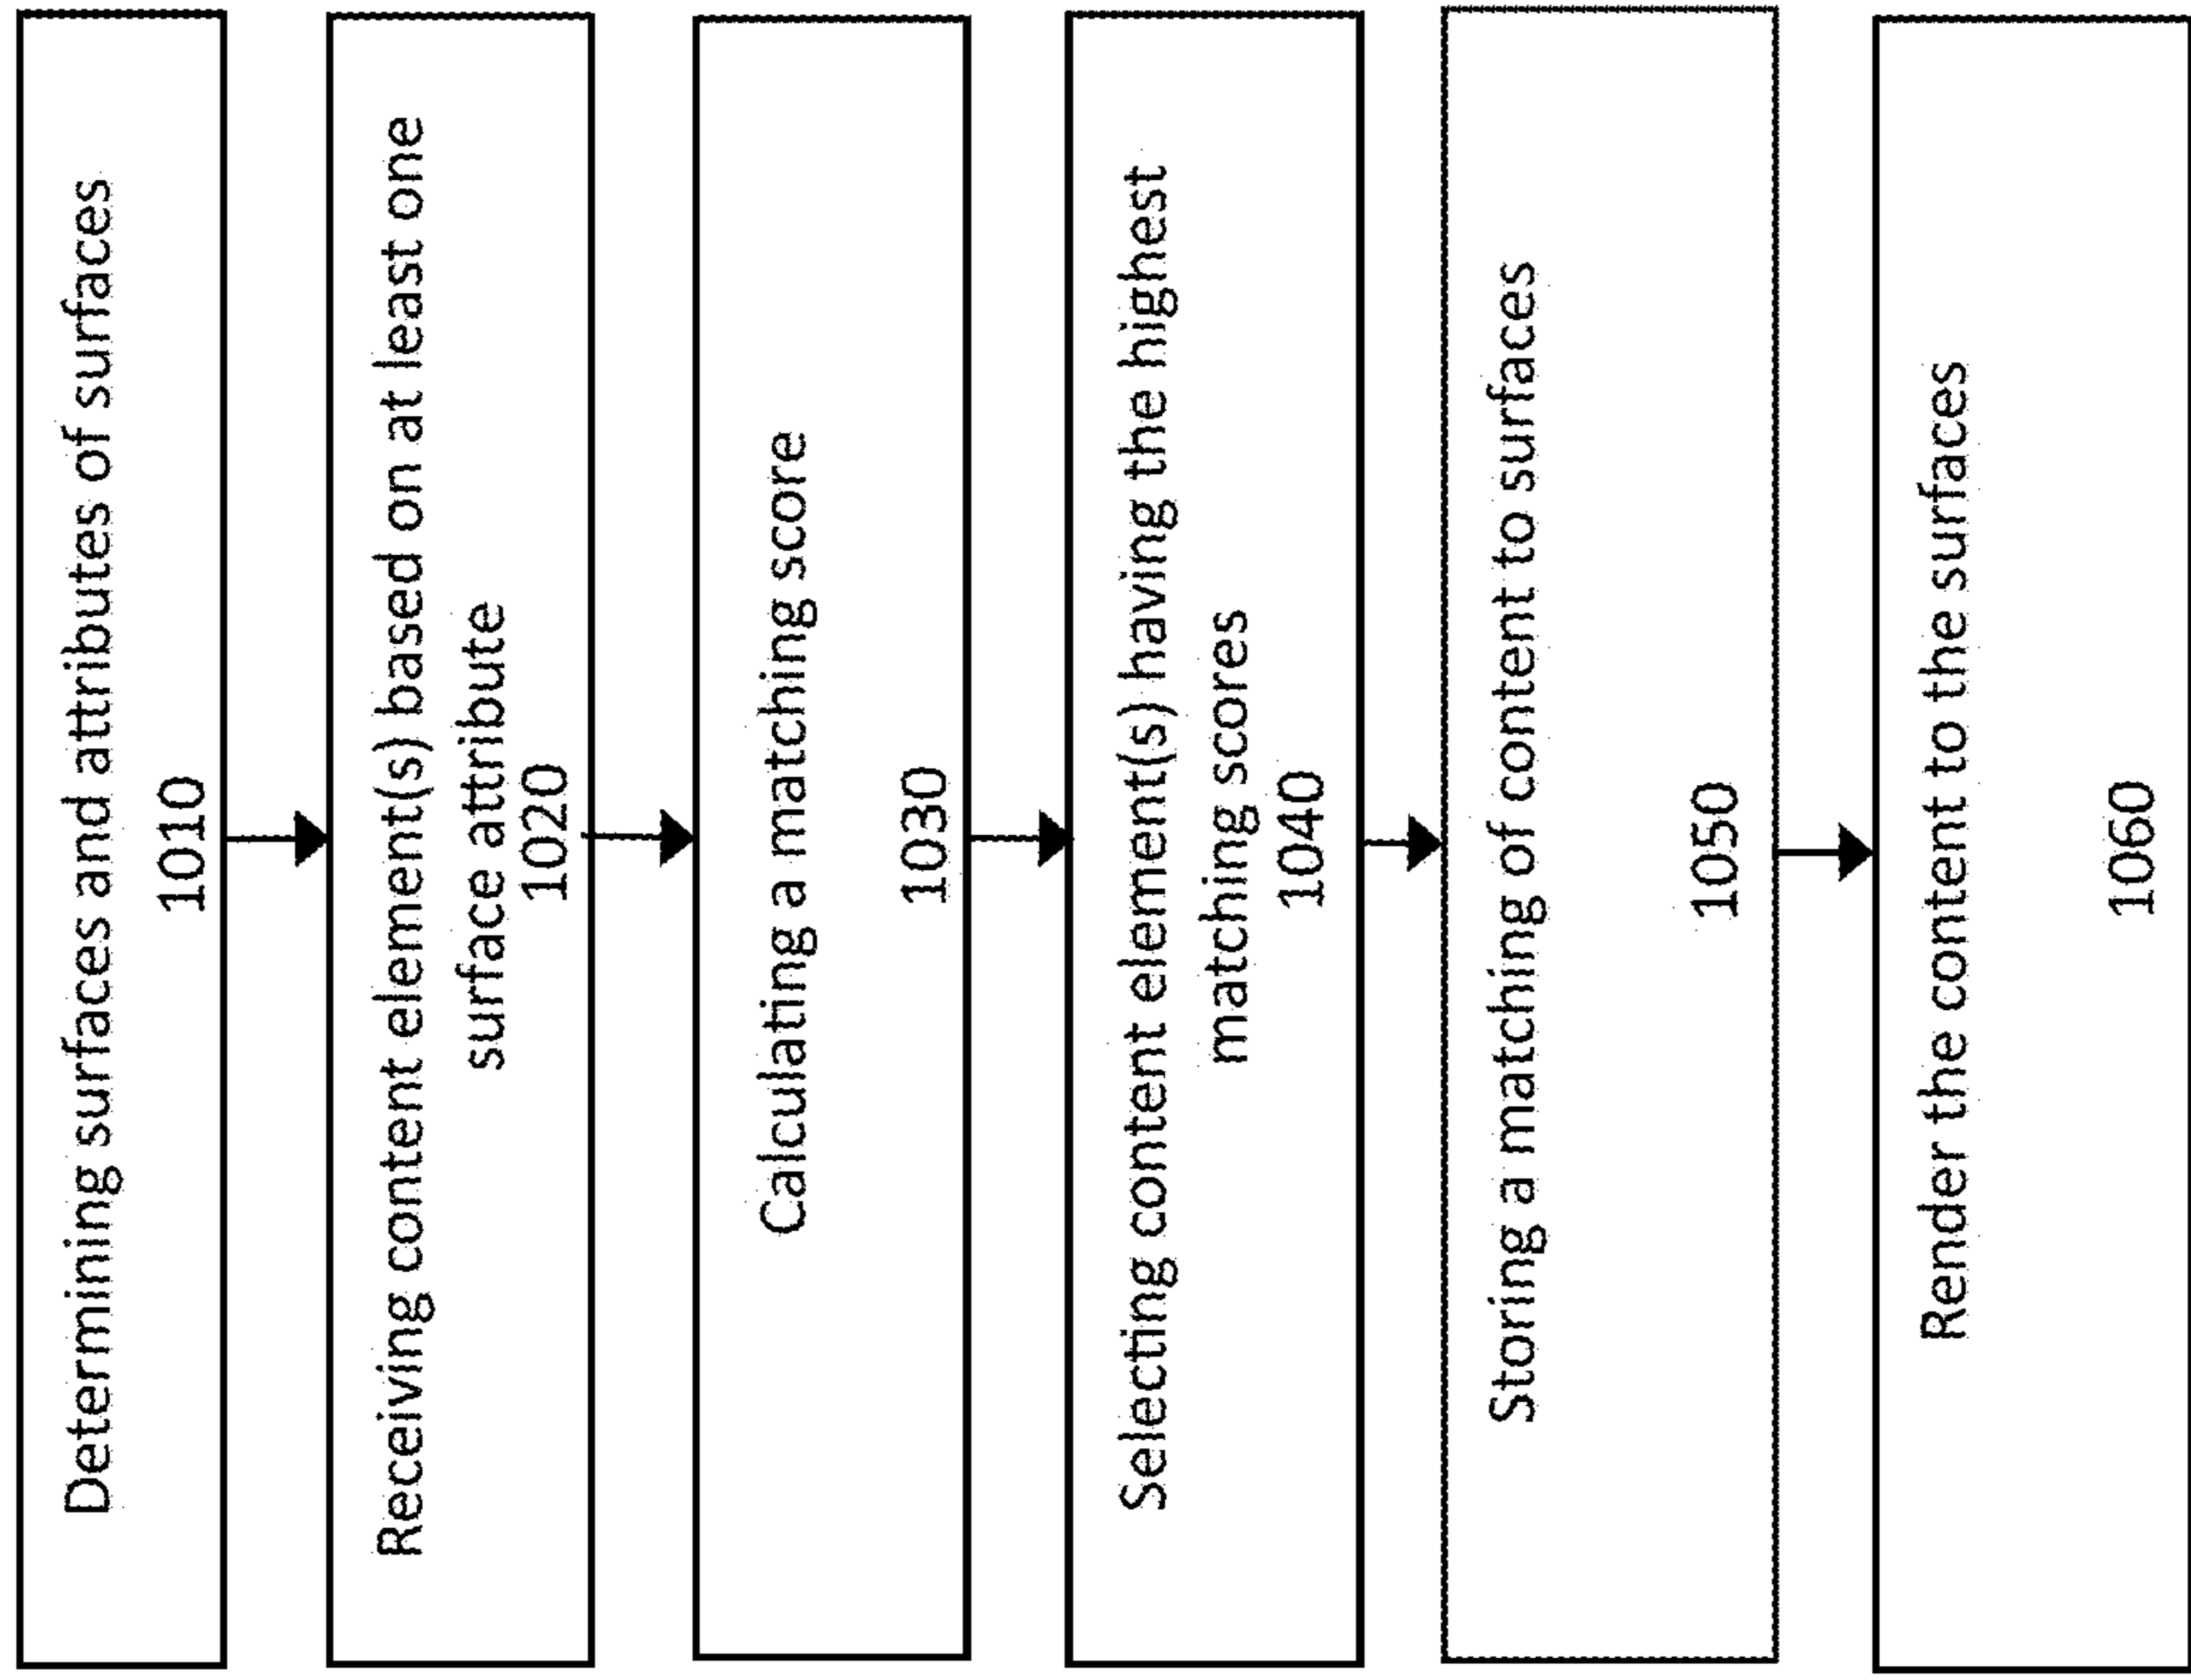 Determining surfaces and attributes of surfaces
1010
Receiving content element(s) based on at least one
surface attribute
1020
Calculating a matching score
1030
Selecting content element(s) having the highest
matching scores
1040
Storing a matching of content to surfaces
1050
Render the content to the surfaces
1060